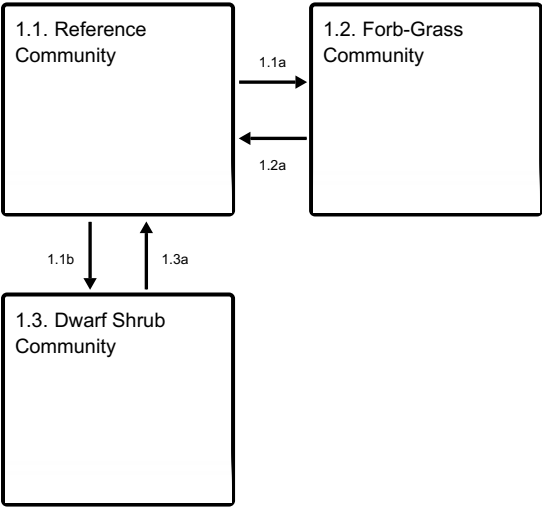 1.1. Reference
Community
1.2. Forb-Grass
Community
1.1a
1.2a
1.1b
1.3a
1.3. Dwarf Shrub
Community